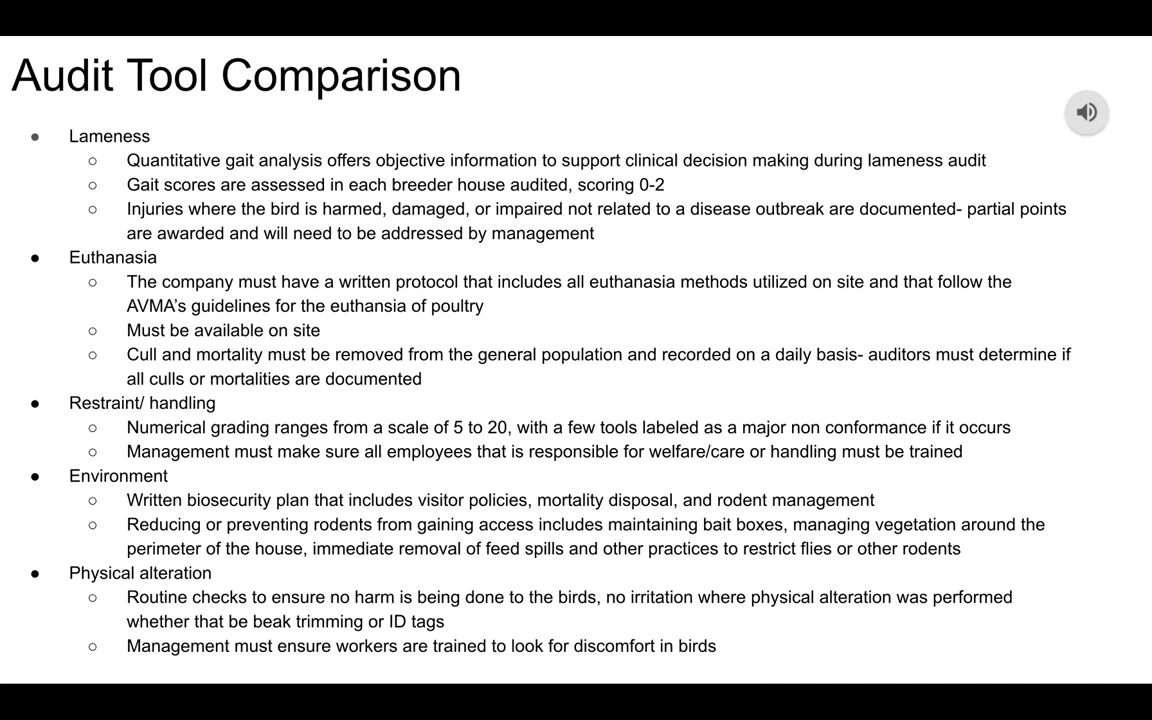 Audit Tool Comparison
● Lameness
○ Quantitative gait analysis offers objective information to support clinical decision making during lameness audit
○ Gait scores are assessed in each breeder house audited, scoring 0-2
○ Injuries where the bird is harmed, damaged, or impaired not related to a disease outbreak are documented- partial points
are awarded and will need to be addressed by management
● Euthanasia
○ The company must have a written protocol that includes all euthanasia methods utilized on site and that follow the
AVMA's guidelines for the euthansia of poultry
○ Must be available on site
○ Cull and mortality must be removed from the general population and recorded on a daily basis- auditors must determine if
all culls or mortalities are documented
● Restraint/ handling
○ Numerical grading ranges from a scale of 5 to 20, with a few tools labeled as a major non conformance if it occurs
○ Management must make sure all employees that is responsible for welfare/care or handling must be trained
● Environment
○ Written biosecurity plan that includes visitor policies, mortality disposal, and rodent management
○ Reducing or preventing rodents from gaining access includes maintaining bait boxes, managing vegetation around the
perimeter of the house, immediate removal of feed spills and other practices to restrict flies or other rodents
● Physical alteration
○ Routine checks to ensure no harm is being done to the birds, no irritation where physical alteration was performed
whether that be beak trimming or ID tags
○ Management must ensure workers are trained to look for discomfort in birds